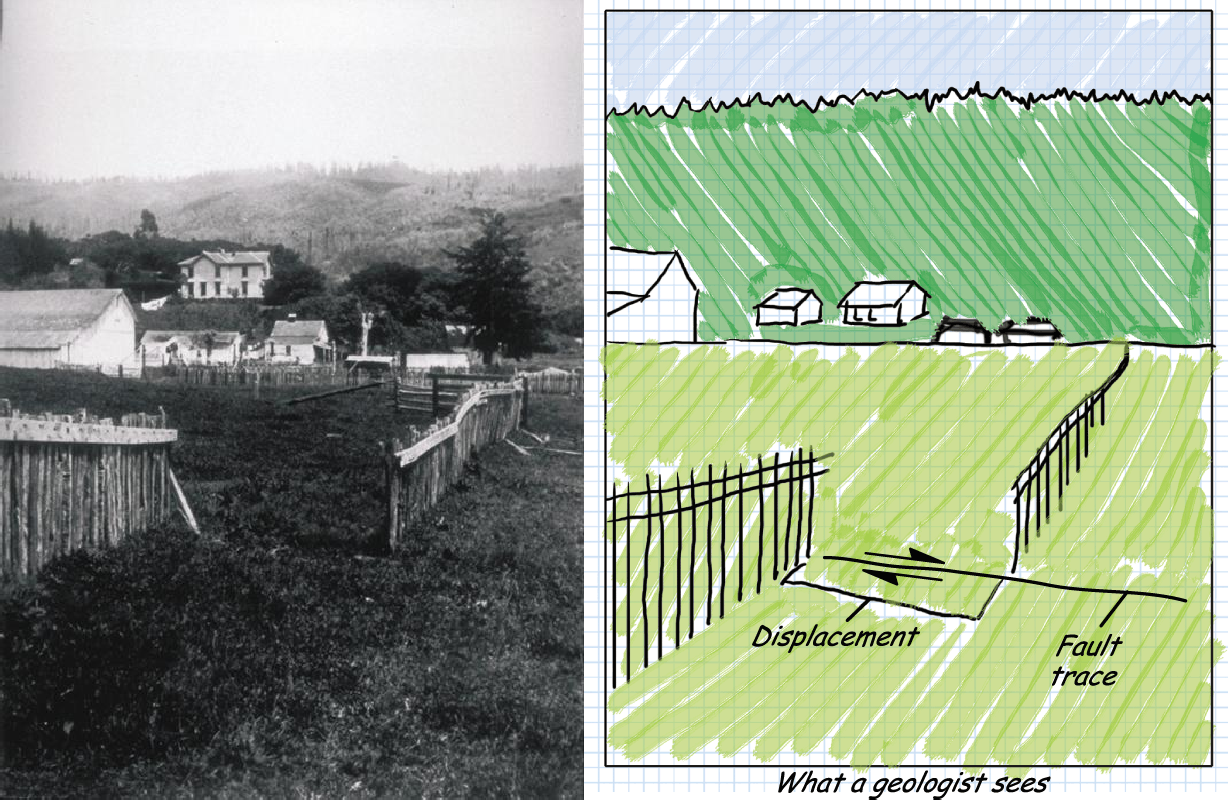 Displacement
Fault
trace
What a geologist sees